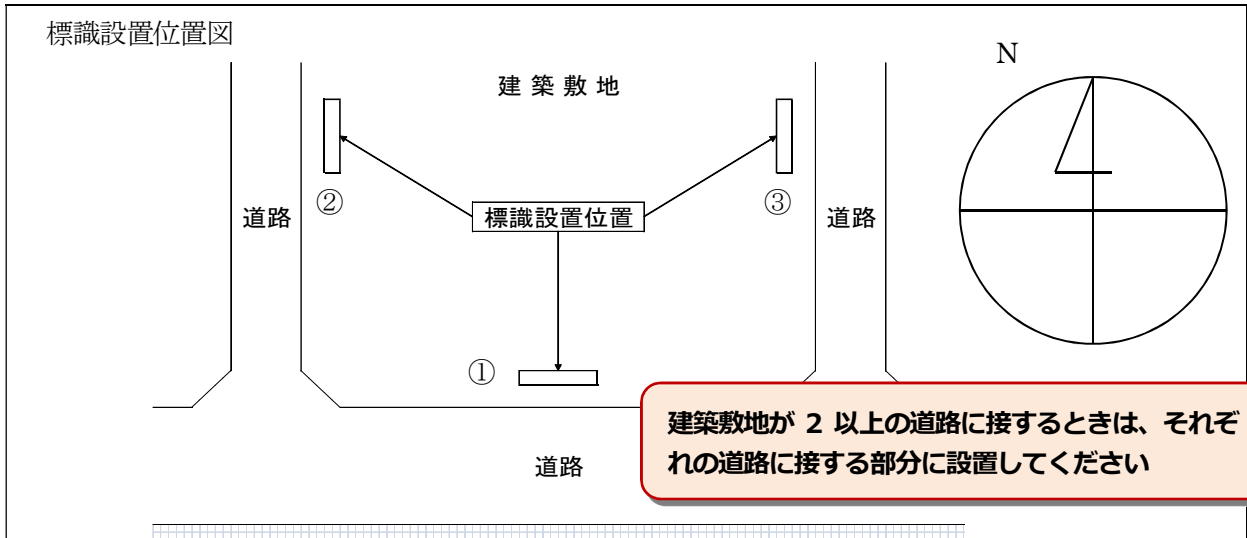 標識設置位置図
N
建築敷地
②
③
道路
標識設置位置
道路
①
建築敷地が 2 以上の道路に接するときは、それぞ
れの道路に接する部分に設置してください
道路